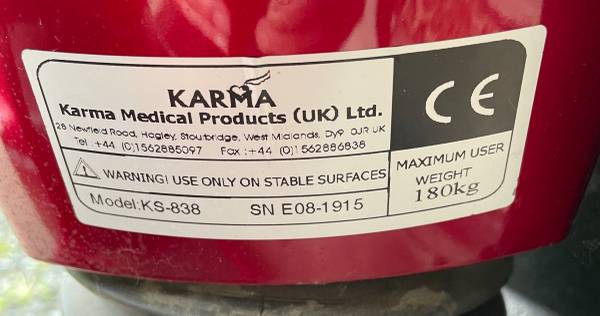 KARMA
Karma Medical Products (UK) Ltd.
28 Newfield Road, Hagley, Stourbridge, West Midlands, Dy9 0JR UK
Tel :+44 (0)1562885097 Fax :+44 (0)1562886838
WARNING! USE ONLY ON STABLE SURFACES
Model:KS-838 SN E08-1915
CE
MAXIMUM USER
WEIGHT
180kg